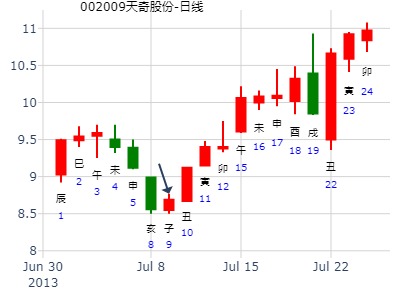 002009天奇股份-日线
11
10.5
10
9.5
9
8.5
8
辰
1
巳
2
午
3
未
4
申
5
亥
8
子
9
丑
10
寅
11
卯
12
午
15
未
16
申
17
酉
18
戌
19
丑
22
寅
23
卯
24
Jun 30
2013
Jul 8
Jul 15
Jul 22